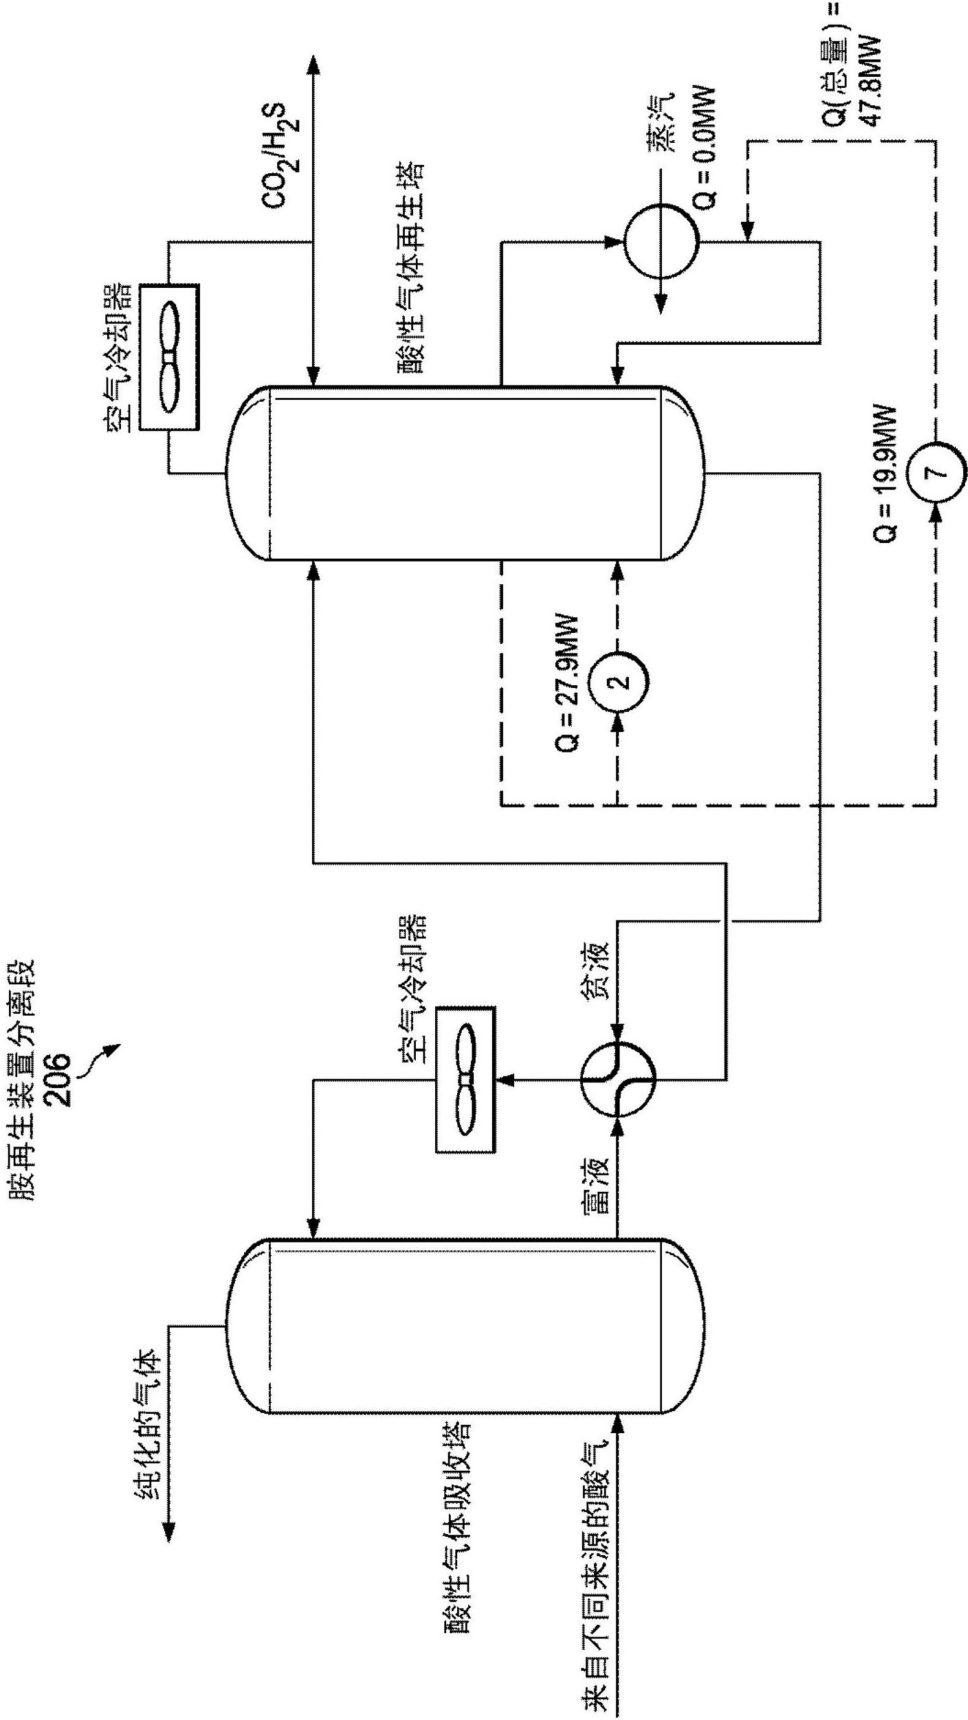 胺再生装置分离段
206
纯化的气体
酸性气体吸收塔
来自不同来源的酸气
富液
贫液
空气冷却器
空气冷却器
CO2/H2S
酸性气体再生塔
蒸汽
Q = 0.0MW
Q = 27.9MW
2
Q = 19.9MW
7
Q(总量) =
47.8MW